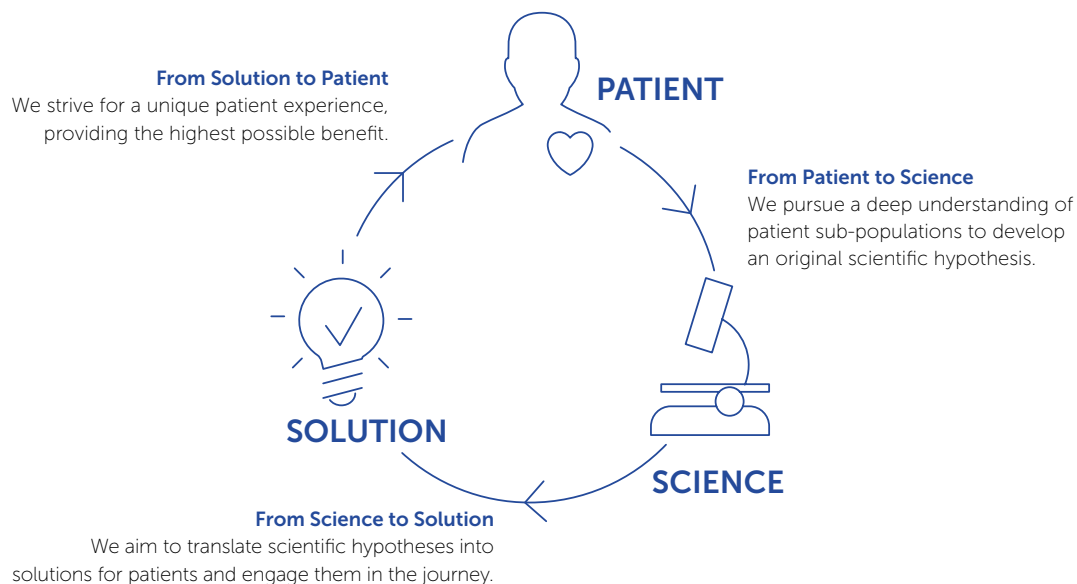 PATIENT
From Patient to Science
We pursue a deep understanding of
patient sub-populations to develop
an original scientific hypothesis.
SCIENCE
From Science to Solution
We aim to translate scientific hypotheses into
solutions for patients and engage them in the journey.
SOLUTION
From Solution to Patient
We strive for a unique patient experience,
providing the highest possible benefit.